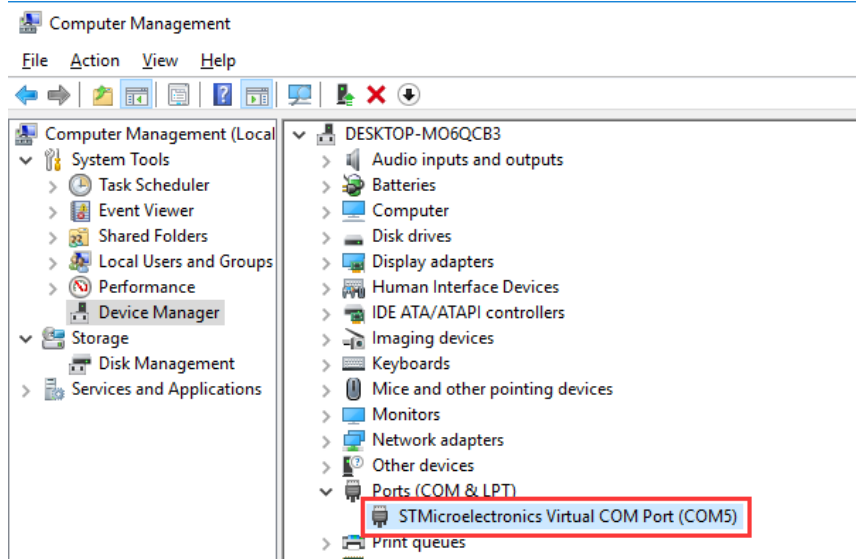 Computer Management
File Action View Help
Computer Management (Local
System Tools
Task Scheduler
Event Viewer
Shared Folders
Local Users and Groups
Performance
Device Manager
Storage
Disk Management
Services and Applications
DESKTOP-MO6QCB3
Audio inputs and outputs
Batteries
Computer
Disk drives
Display adapters
Human Interface Devices
IDE ATA/ATAPI controllers
Imaging devices
Keyboards
Mice and other pointing devices
Monitors
Network adapters
Other devices
Ports (COM & LPT)
STMicroelectronics Virtual COM Port (COM5)
Print queues